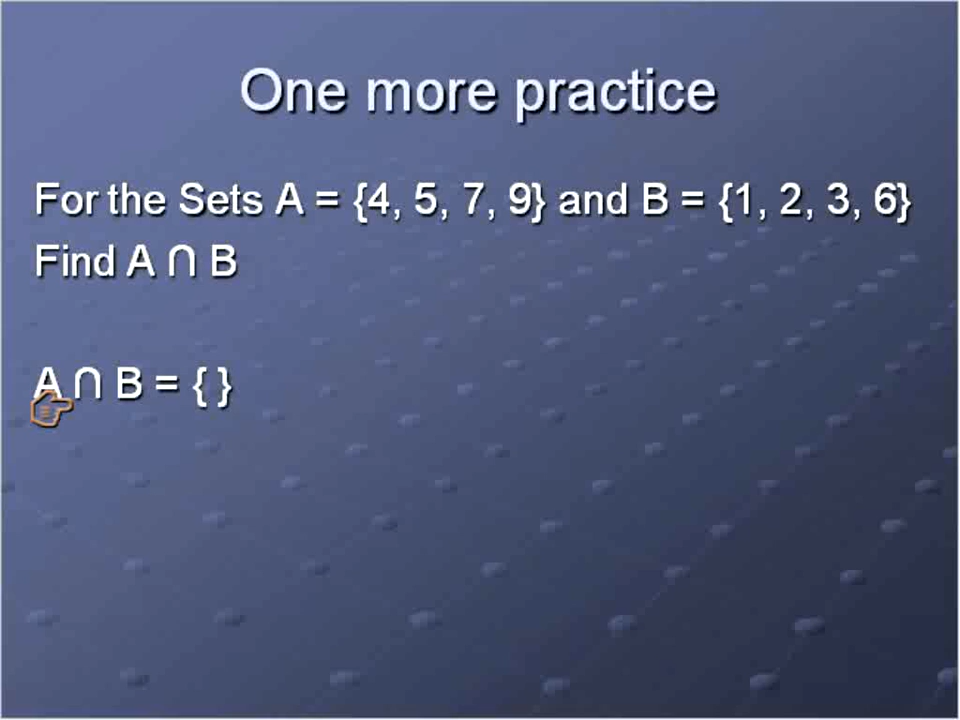 One more practice
For the Sets A = {4, 5, 7, 9} and B = {1, 2, 3, 6}
Find A ∩ B
A ∩ B = { }